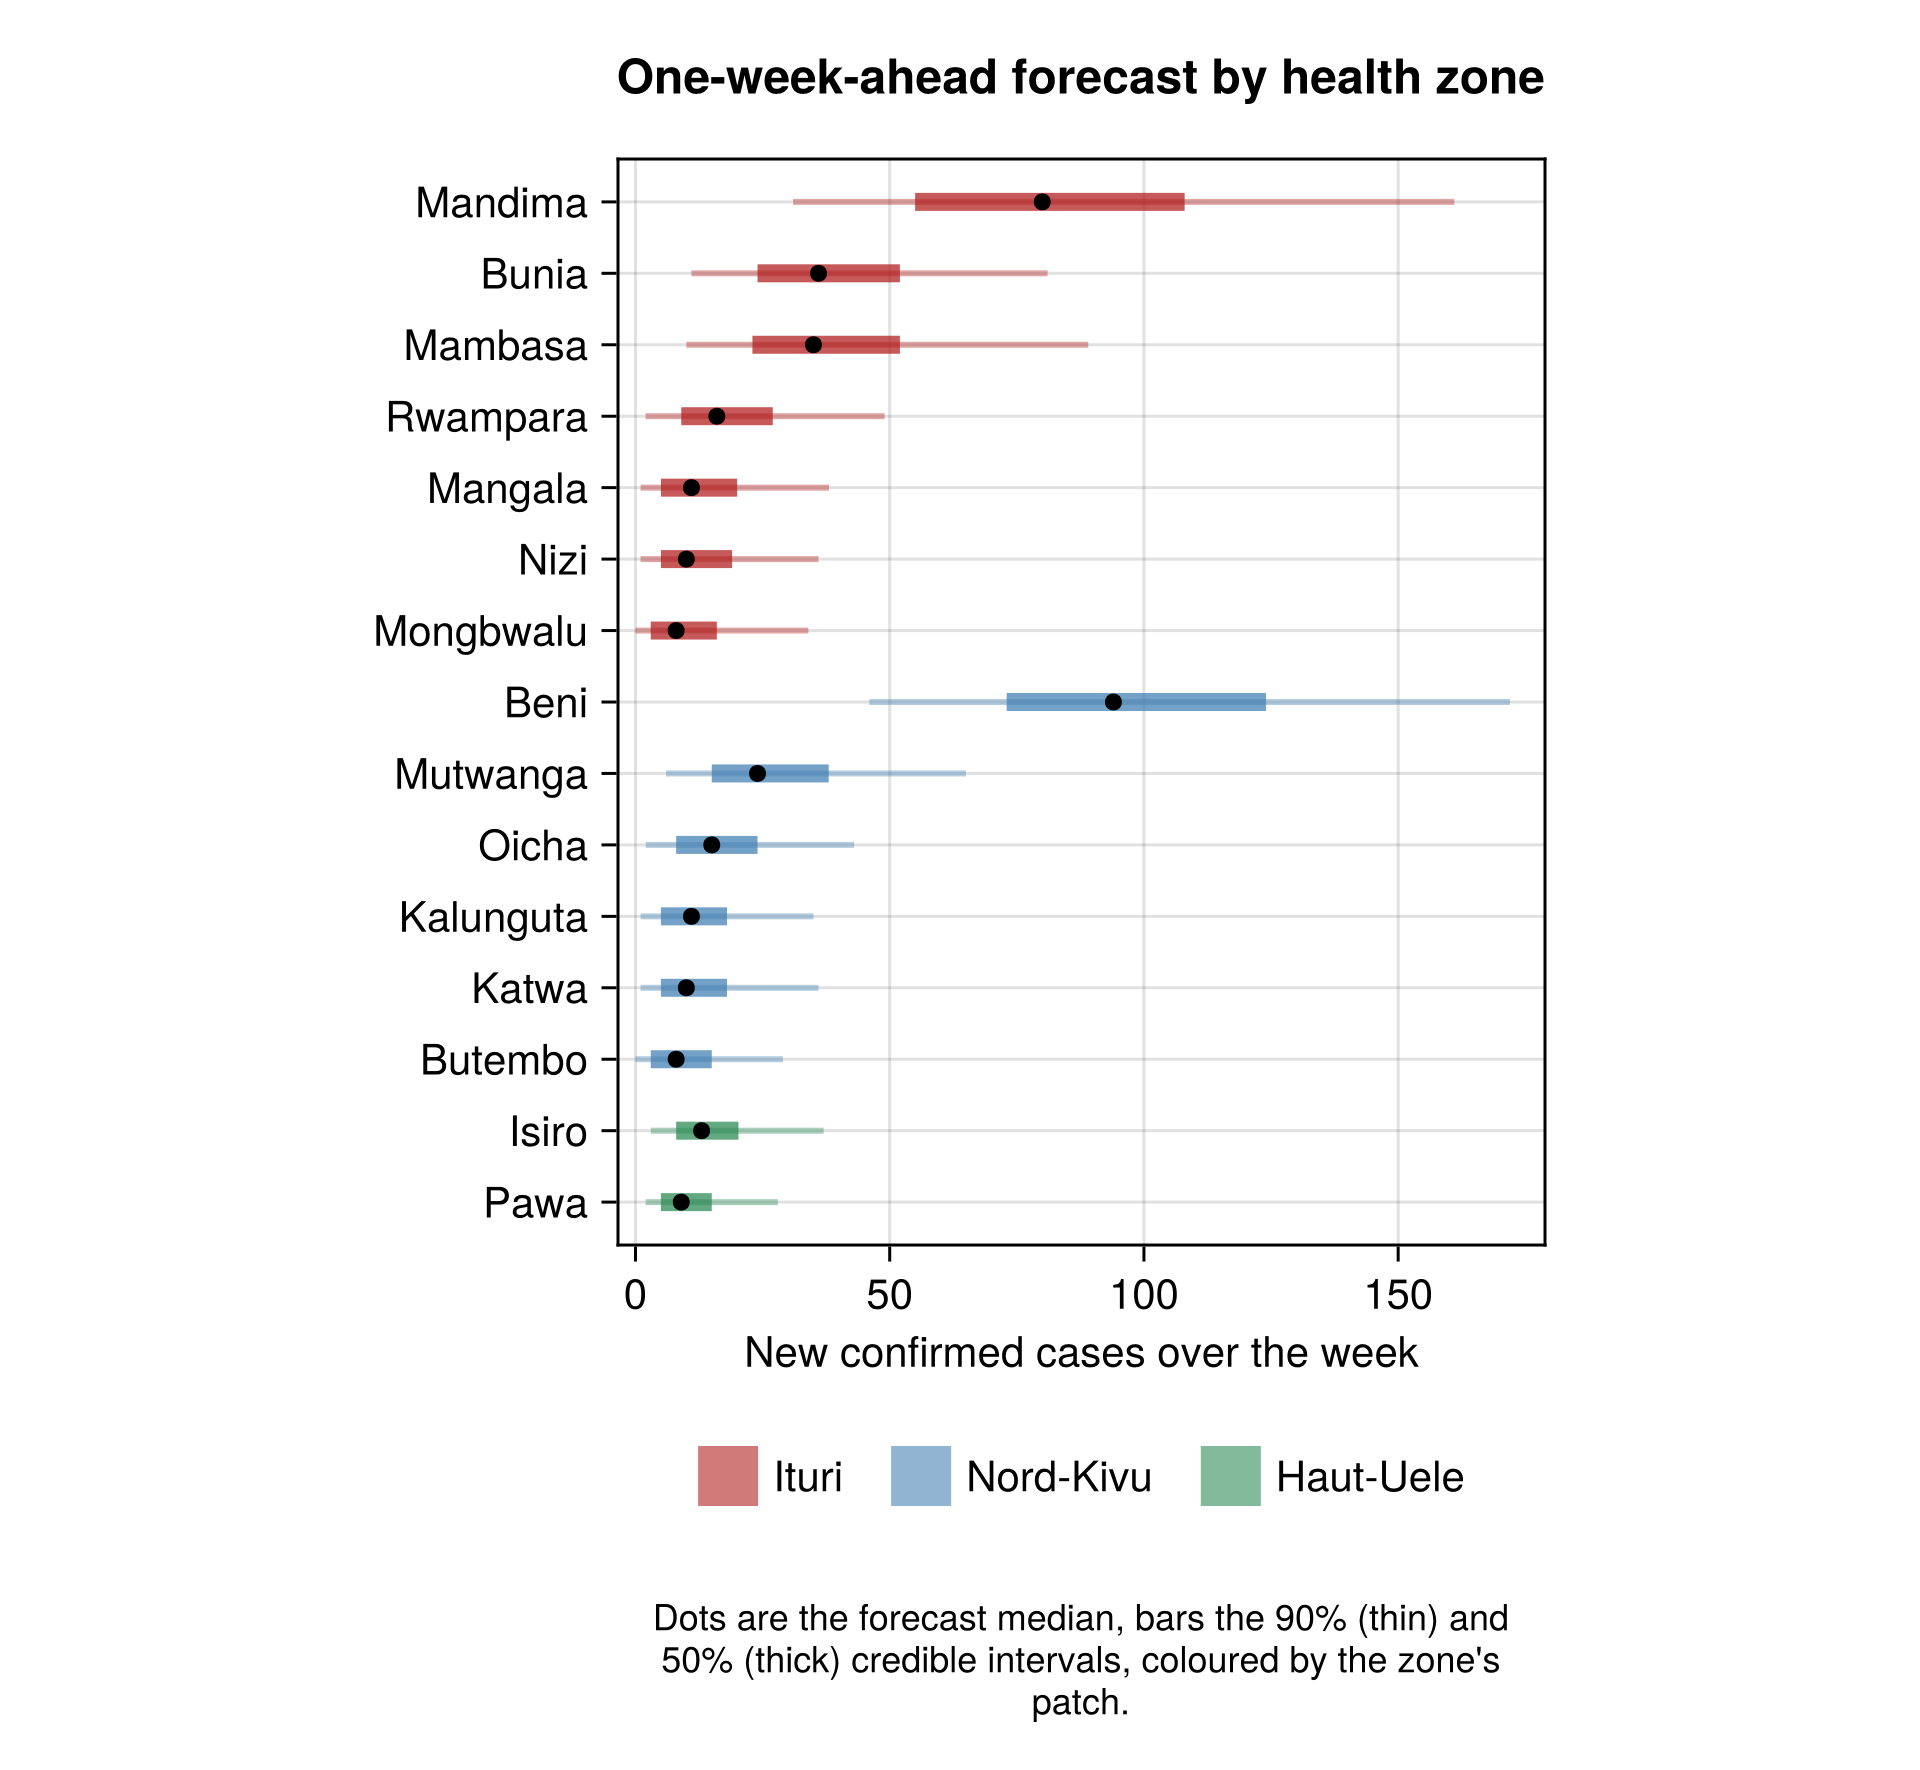 One-week-ahead forecast by health zone
Mandima
Bunia
Mambasa
Rwampara
Mangala
Nizi
Mongbwalu
Beni
Mutwanga
Oicha
Kalunguta
Katwa
Butembo
Isiro
Pawa
0 50 100 150
New confirmed cases over the week
Ituri Nord-Kivu Haut-Uele
Dots are the forecast median, bars the 90% (thin) and
50% (thick) credible intervals, coloured by the zone's
patch.